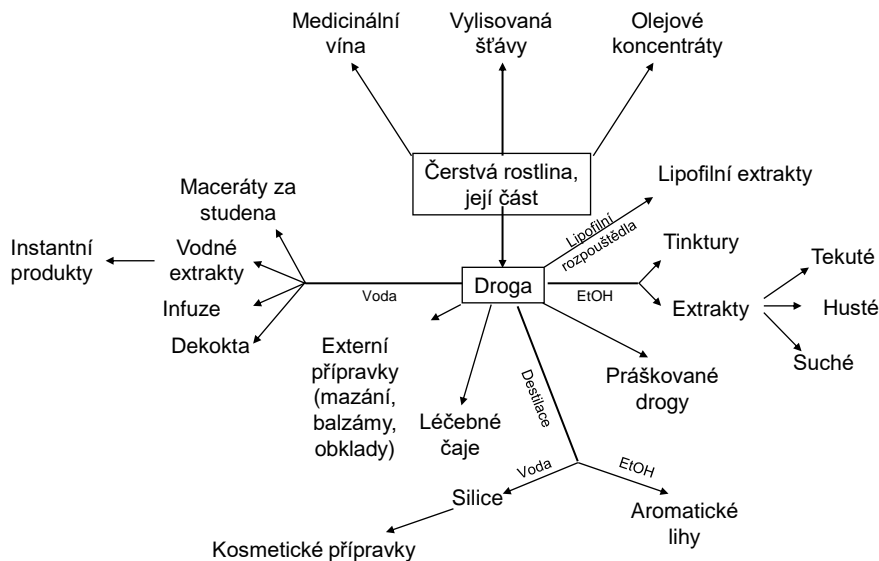 Medicinální
vína
Vylisovaná
šťávy
Olejové
koncentráty
Čerstvá rostlina,
její část
Maceráty za
studena
Instantní
produkty
Vodné
extrakty
Infuze
Dekokta
Voda
Droga
Lipofilní
rozpouštědla
Lipofilní extrakty
EtOH
Tinktury
Extrakty
Tekuté
Husté
Suché
Externí
přípravky
(mazání,
balzámy,
obklady)
Léčebné
čaje
Destilace
Práškované
drogy
Voda
EtOH
Silice
Aromatické
lihy
Kosmetické přípravky